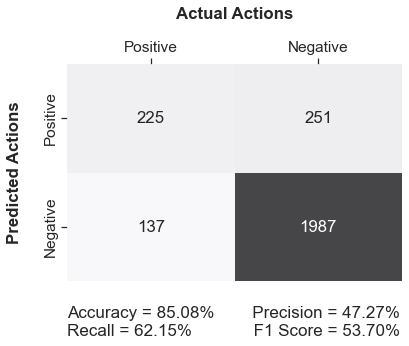 Actual Actions
Positive Negative
Predicted Actions
Positive
225 251
Negative
137 1987
Accuracy = 85.08% Precision = 47.27%
Recall = 62.15% F1 Score = 53.70%